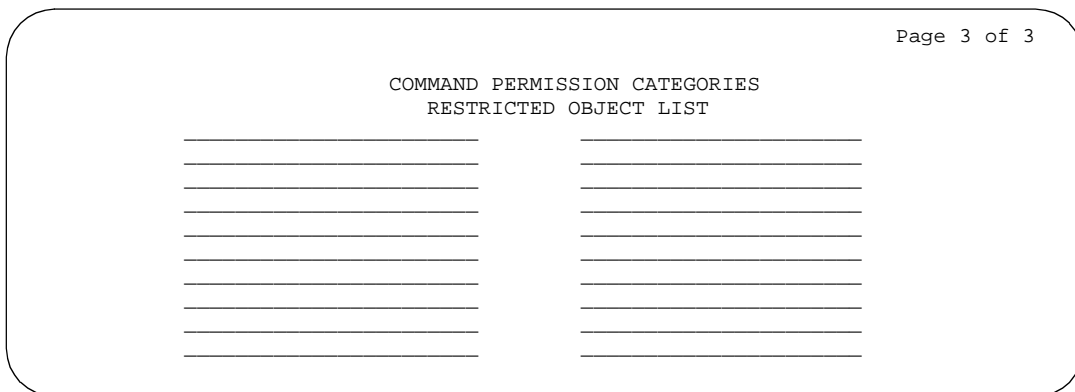 Page 3 of 3
COMMAND PERMISSION CATEGORIES
RESTRICTED OBJECT LIST